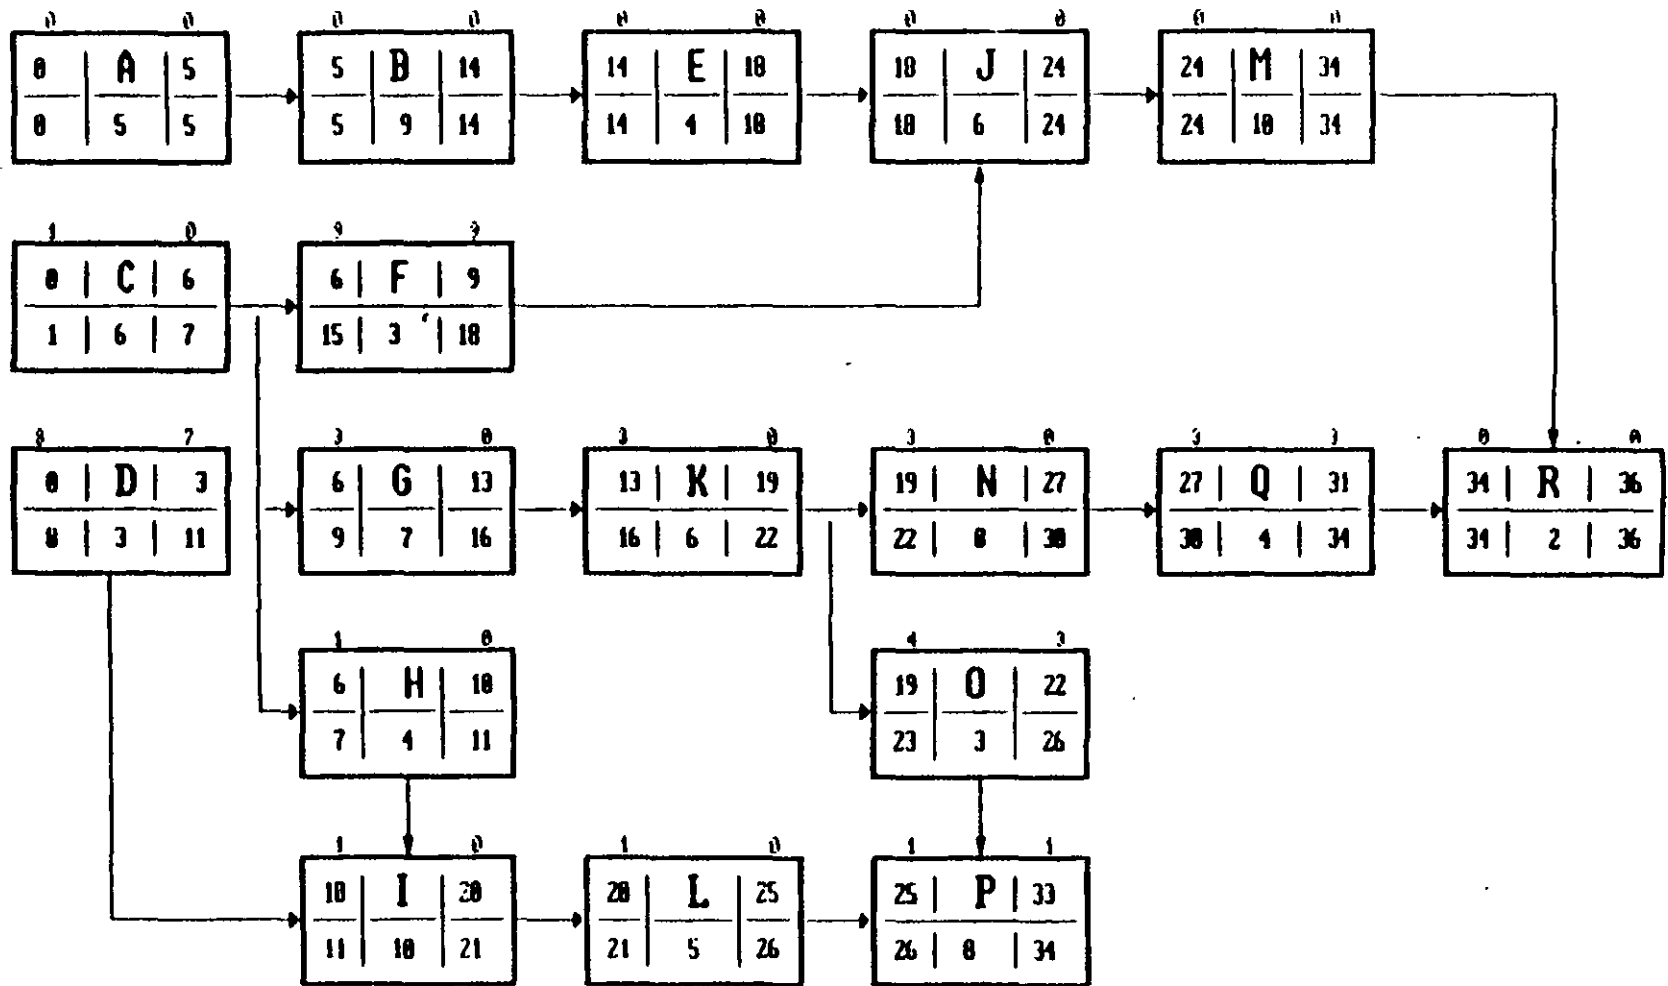 0 0 0 0 0 0 0 0 0 0
0 A 5 5 B 14 14 E 18 18 J 24 24 M 34
0 5 5 5 9 14 14 4 18 18 6 24 24 10 34
1 0 9 9
0 C 6 6 F 9
1 6 7 15 3 18
8 7 3 0 3 0 3 0 3 3 0 0
0 D 3 6 G 13 13 K 19 19 N 27 27 Q 31 34 R 36
8 3 11 9 7 16 16 6 22 22 8 30 30 4 34 34 2 36
1 0 4 3
6 H 10 19 O 22
7 4 11 23 3 26
1 0 1 0 1 1
10 I 20 20 L 25 25 P 33
11 10 21 21 5 26 26 8 34